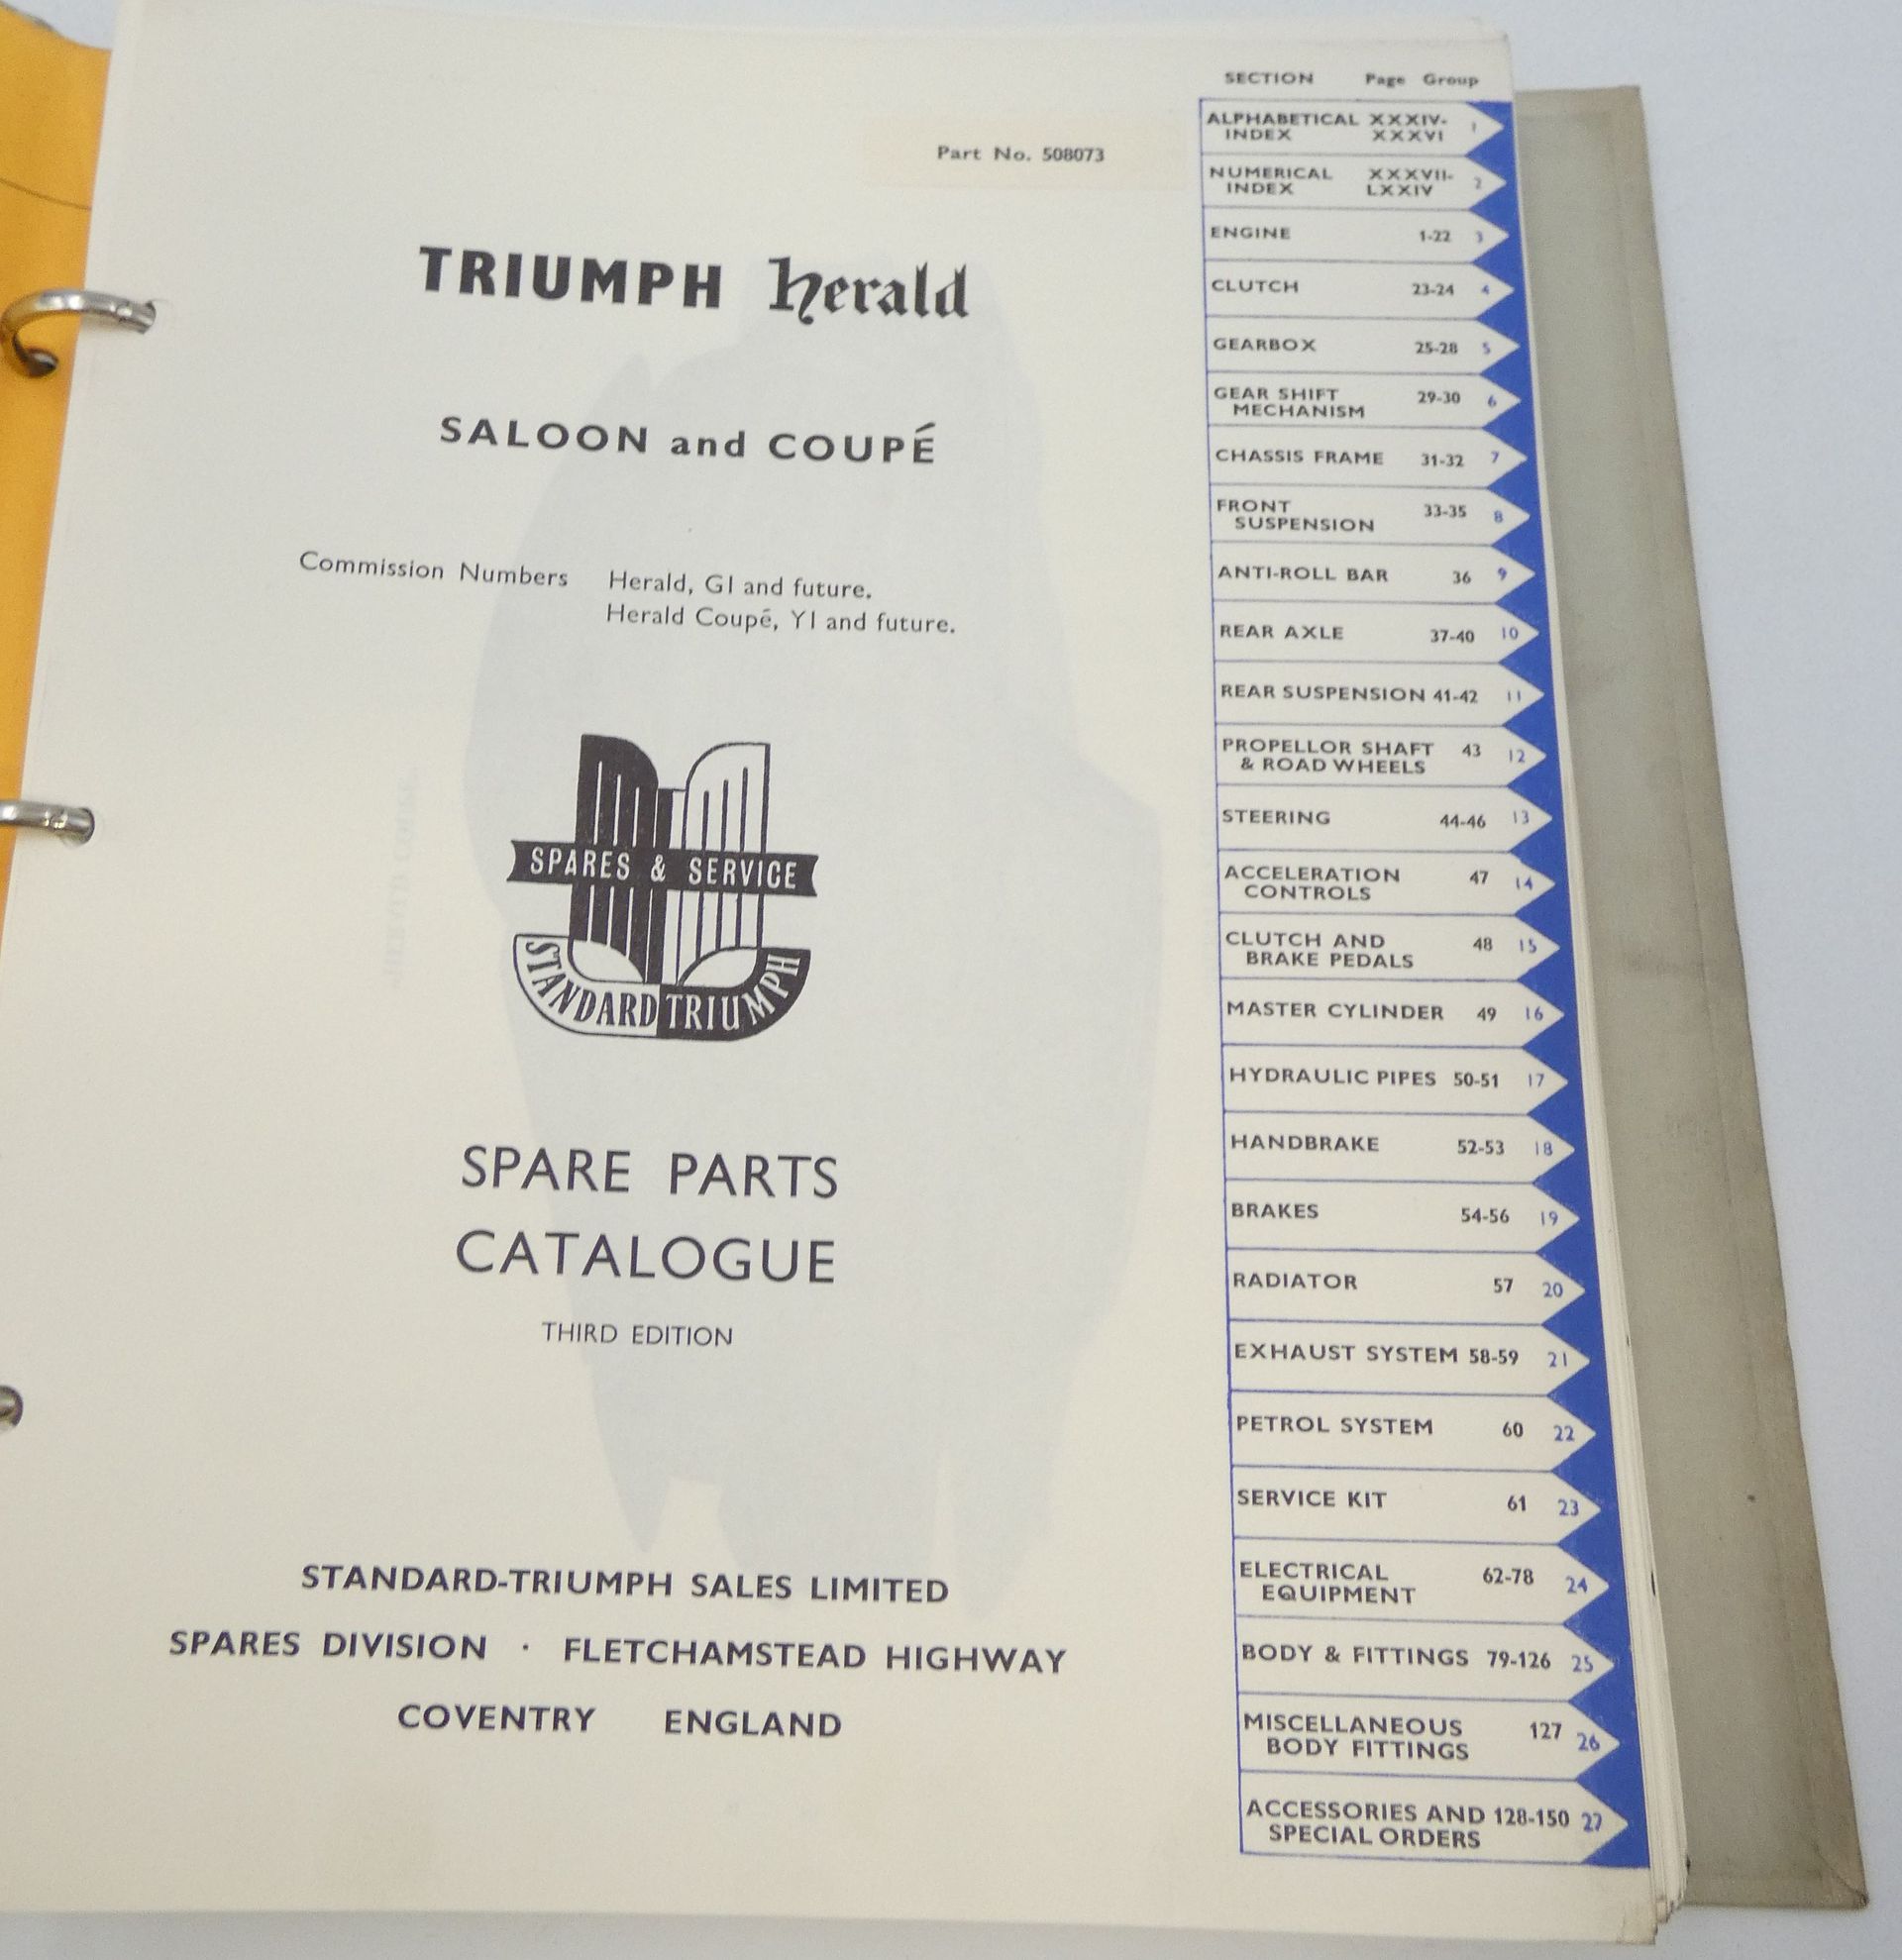 Part No. 508073
TRIUMPH herald
SALOON and COUPÉ
Commission Numbers Herald, G1 and future.
Herald Coupé, Y1 and future.
SPARES & SERVICE
STANDARD TRIUMPH
SPARE PARTS
CATALOGUE
THIRD EDITION
STANDARD-TRIUMPH SALES LIMITED
SPARES DIVISION · FLETCHAMSTEAD HIGHWAY
COVENTRY ENGLAND
SECTION Page Group
ALPHABETICAL XXXIV- 1
INDEX XXXVI
NUMERICAL XXXVII- 2
INDEX LXXIV
ENGINE 1-22 3
CLUTCH 23-24 4
GEARBOX 25-28 5
GEAR SHIFT 29-30 6
MECHANISM
CHASSIS FRAME 31-32 7
FRONT 33-35 8
SUSPENSION
ANTI-ROLL BAR 36 9
REAR AXLE 37-40 10
REAR SUSPENSION 41-42 11
PROPELLOR SHAFT 43 12
& ROAD WHEELS
STEERING 44-46 13
ACCELERATION 47 14
CONTROLS
CLUTCH AND 48 15
BRAKE PEDALS
MASTER CYLINDER 49 16
HYDRAULIC PIPES 50-51 17
HANDBRAKE 52-53 18
BRAKES 54-56 19
RADIATOR 57 20
EXHAUST SYSTEM 58-59 21
PETROL SYSTEM 60 22
SERVICE KIT 61 23
ELECTRICAL 62-78 24
EQUIPMENT
BODY & FITTINGS 79-126 25
MISCELLANEOUS 127 26
BODY FITTINGS
ACCESSORIES AND 128-150 27
SPECIAL ORDERS